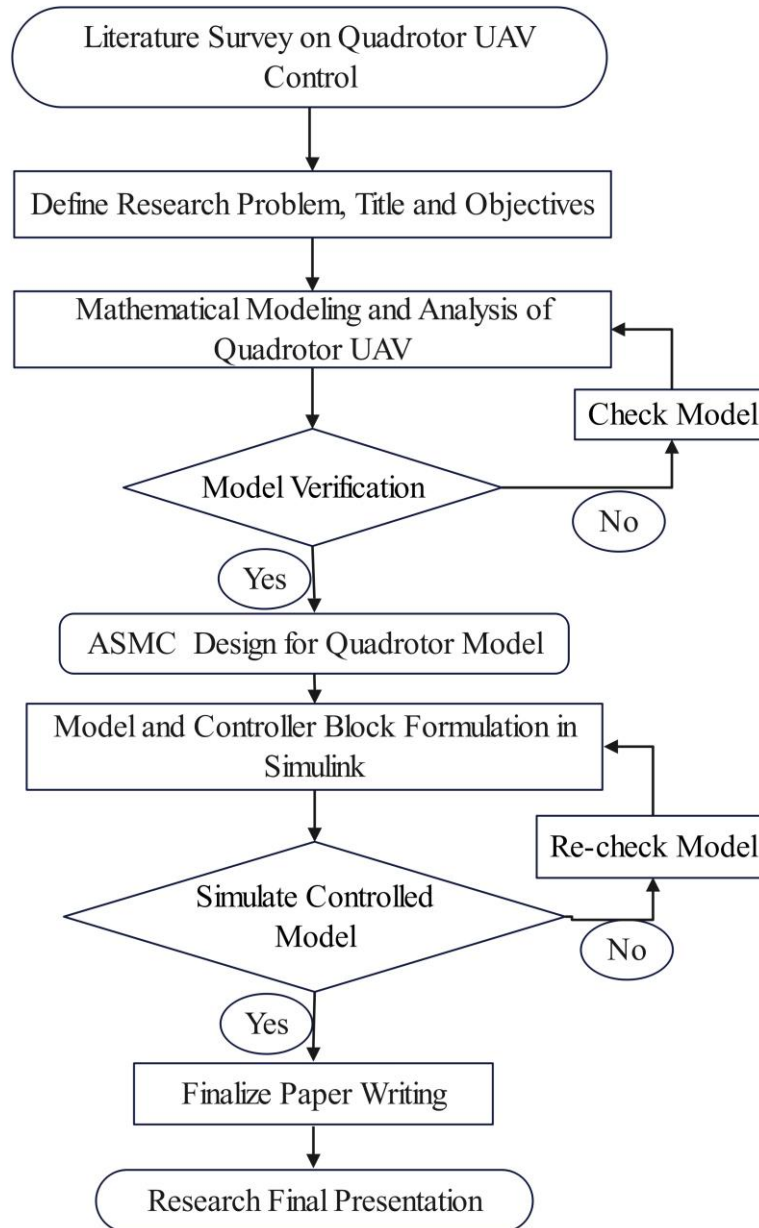 Literature Survey on Quadrotor UAV
Control
Define Research Problem, Title and Objectives
Mathematical Modeling and Analysis of
Quadrotor UAV
Check Model
Model Verification
No
Yes
ASMC Design for Quadrotor Model
Model and Controller Block Formulation in
Simulink
Re-check Model
Simulate Controlled
Model
No
Yes
Finalize Paper Writing
Research Final Presentation